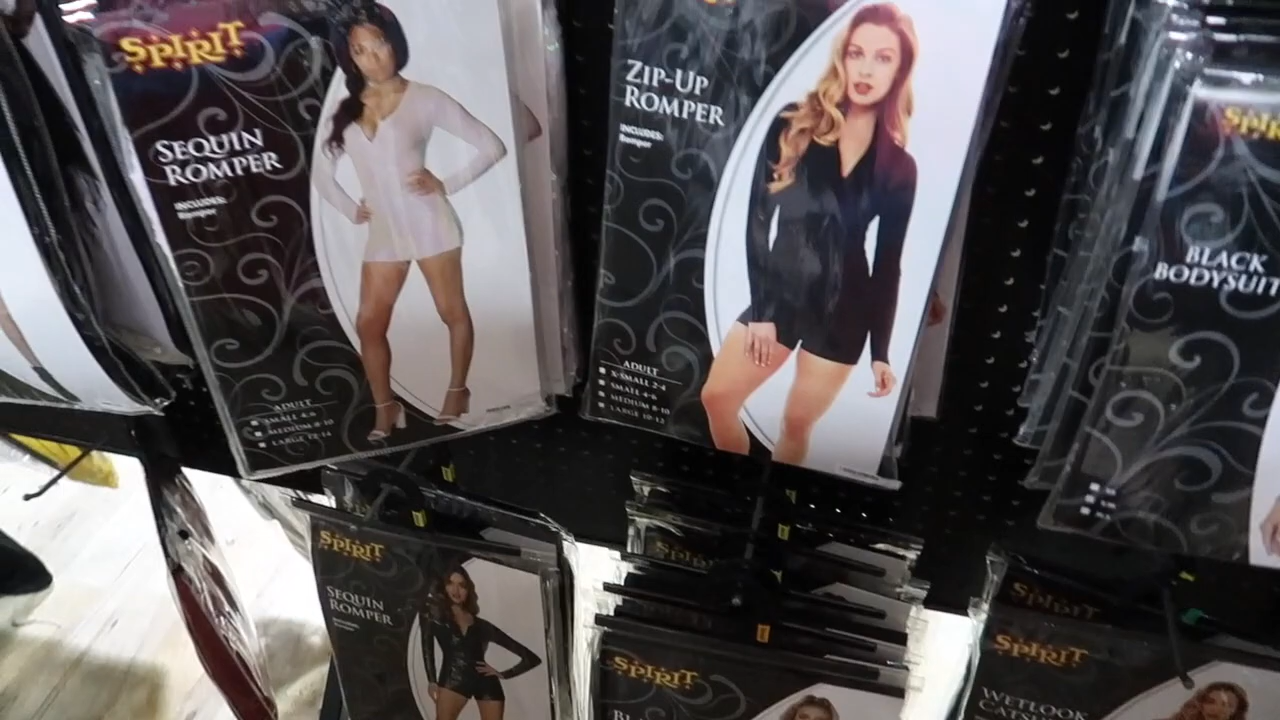 SPIRIT
SEQUIN
ROMPER
INCLUDES:
Romper
ADULT
SMALL 4-6
MEDIUM 8-10
LARGE 12-14
ZIP-UP
ROMPER
INCLUDES:
Romper
ADULT
X-SMALL 2-4
SMALL 4-6
MEDIUM 8-10
LARGE 10-12
BLACK
BODYSUIT
SPIRIT
SEQUIN
ROMPER
SPIRIT
SPIRIT
SPIRIT
SPIRIT
WETLOOK